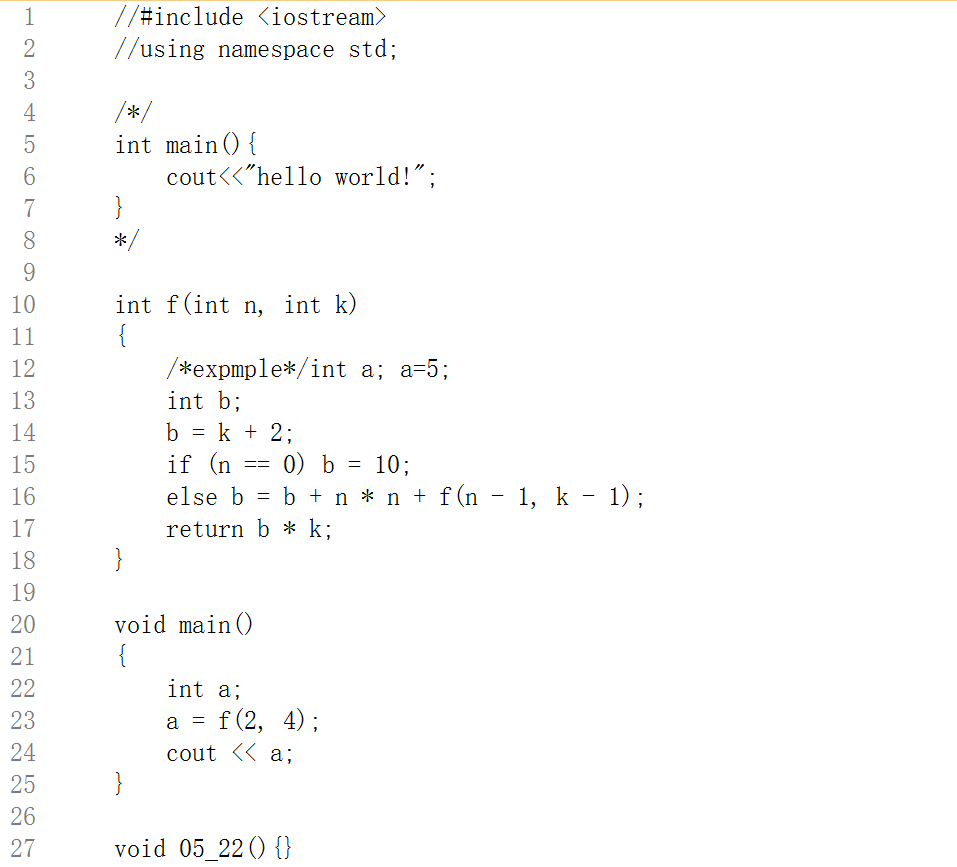 1 //#include <iostream>
2 //using namespace std;
3
4 /*/
5 int main(){
6 cout<<"hello world!";
7 }
8 */
9
10 int f(int n, int k)
11 {
12 /*expmple*/int a; a=5;
13 int b;
14 b = k + 2;
15 if (n == 0) b = 10;
16 else b = b + n * n + f(n - 1, k - 1);
17 return b * k;
18 }
19
20 void main()
21 {
22 int a;
23 a = f(2, 4);
24 cout << a;
25 }
26
27 void 05_22(){}